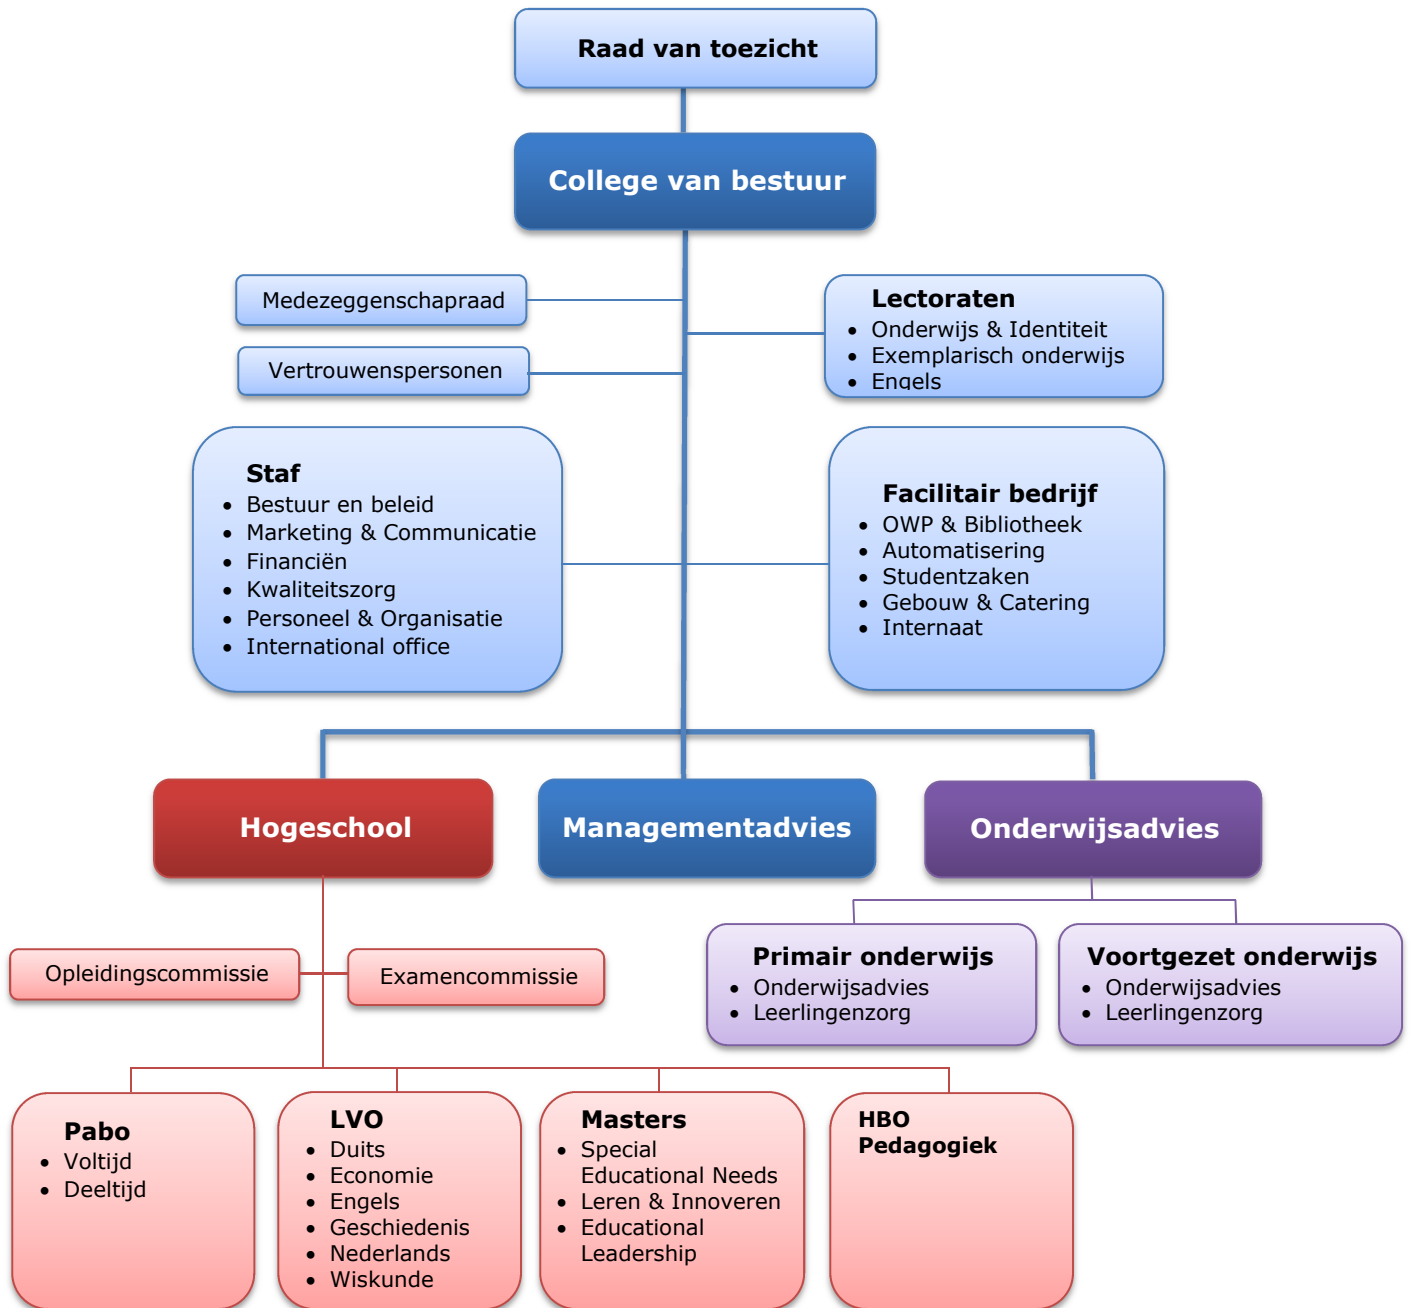 Raad van toezicht
College van bestuur
Medezeggenschapraad
Vertrouwenspersonen
Lectoraten
• Onderwijs & Identiteit
• Exemplarisch onderwijs
• Engels
Staf
• Bestuur en beleid
• Marketing & Communicatie
• Financiën
• Kwaliteitszorg
• Personeel & Organisatie
• International office
Facilitair bedrijf
• OWP & Bibliotheek
• Automatisering
• Studentzaken
• Gebouw & Catering
• Internaat
Hogeschool
Managementadvies
Onderwijsadvies
Opleidingscommissie
Examencommissie
Primair onderwijs
• Onderwijsadvies
• Leerlingenzorg
Voortgezet onderwijs
• Onderwijsadvies
• Leerlingenzorg
Pabo
• Voltijd
• Deeltijd
LVO
• Duits
• Economie
• Engels
• Geschiedenis
• Nederlands
• Wiskunde
Masters
• Special
Educational Needs
• Leren & Innoveren
• Educational
Leadership
HBO
Pedagogiek